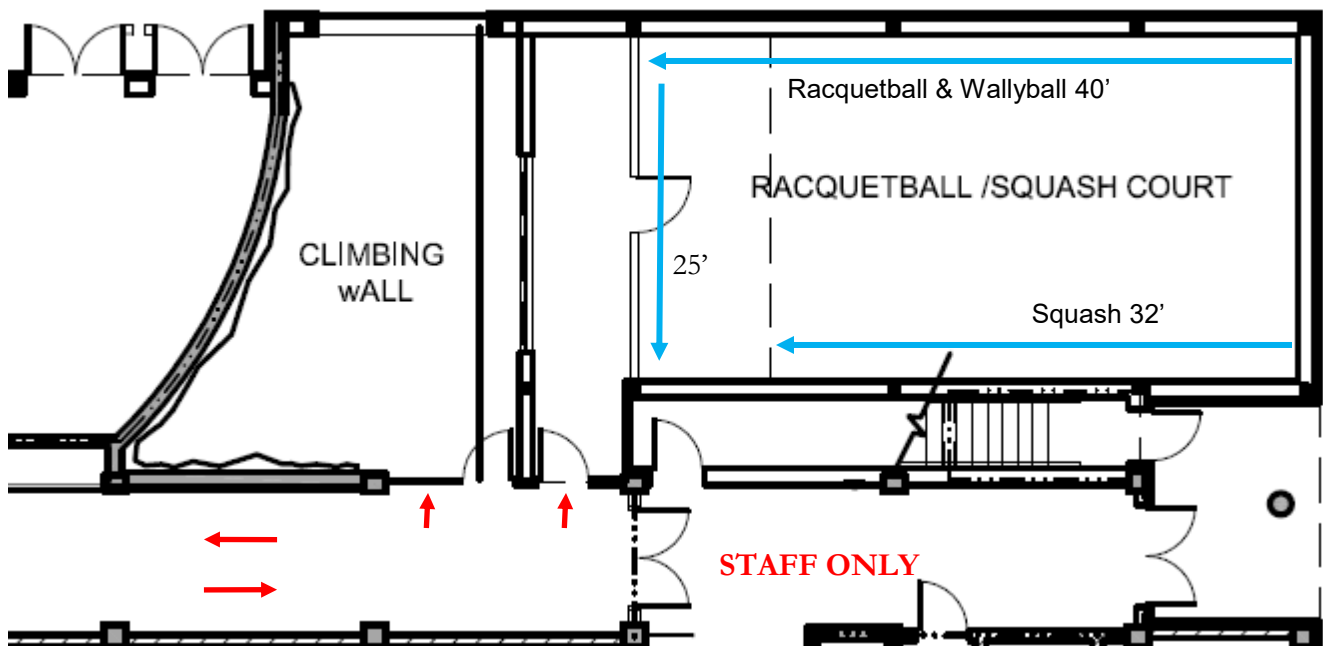 Racquetball & Wallyball 40’
RACQUETBALL /SQUASH COURT
CLIMBING
wALL
25’
Squash 32’
STAFF ONLY